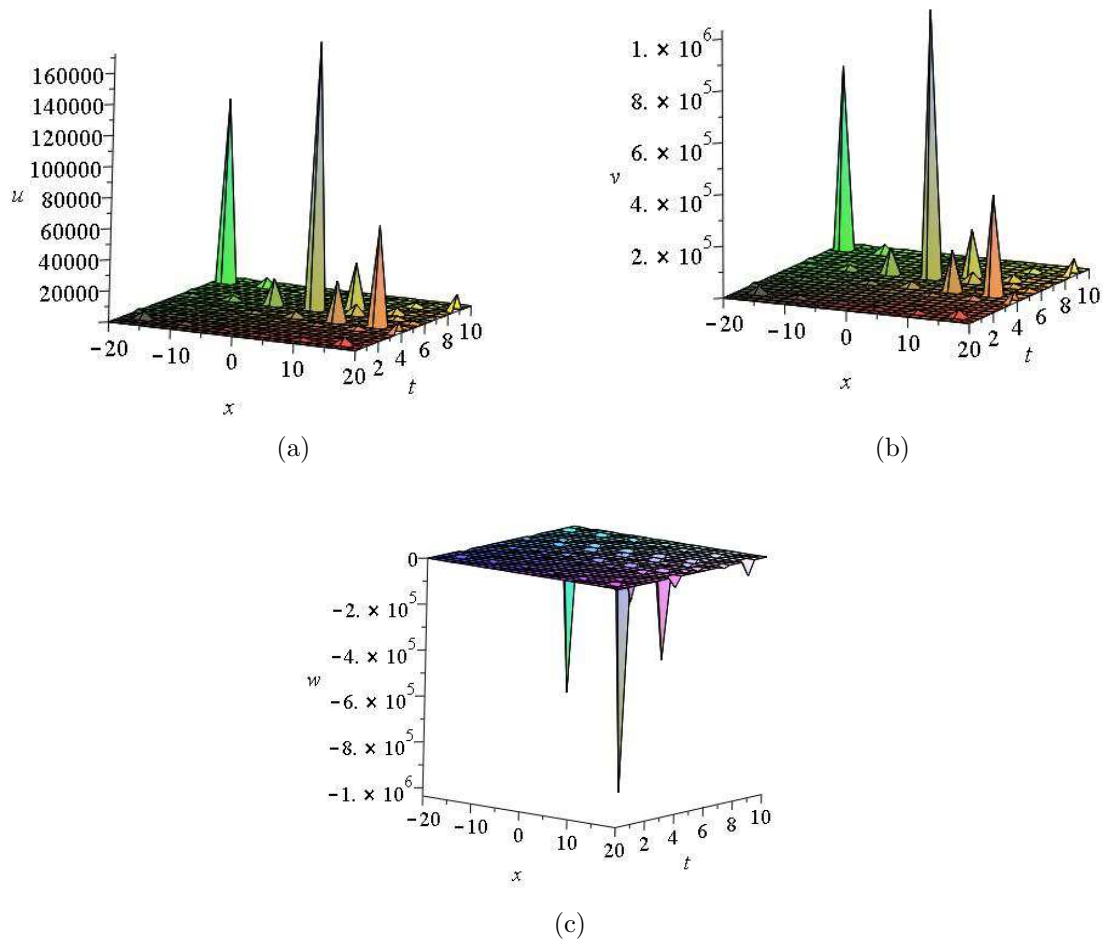 160000
140000
120000
100000
u 80000
60000
40000
20000
−20
−10
0
10
20
2
4
6
8
10
x
t
(a)
1. × 10^6
8. × 10^5
6. × 10^5
v
4. × 10^5
2. × 10^5
−20
−10
0
10
20
2
4
6
8
10
x
t
(b)
0
−2. × 10^5
−4. × 10^5
w
−6. × 10^5
−8. × 10^5
−1. × 10^6
−20
−10
0
10
20
2
4
6
8
10
x
t
(c)